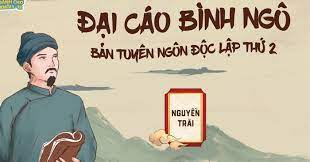 ĐẠI CÁO BÌNH NGÔ
BẢN TUYÊN NGÔN ĐỘC LẬP THỨ 2
NGUYỄN
TRÃI